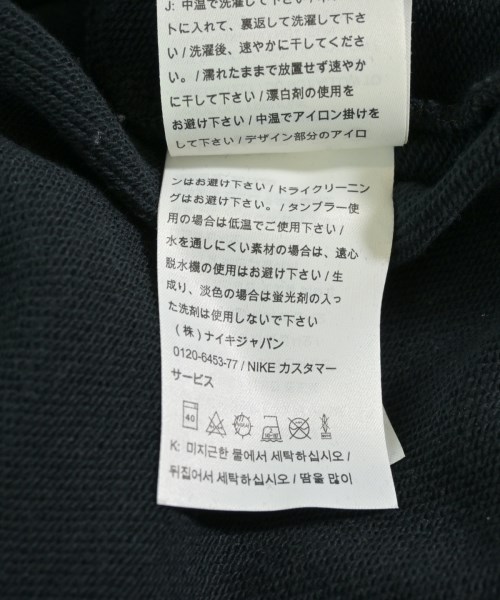 J: 中温で洗濯して下さい
トに入れて、裏返して洗濯して下さ
い / 洗濯後、速やかに干してくださ
い。 / 濡れたままで放置せず速やか
に干して下さい / 漂白剤の使用を
お避け下さい / 中温でアイロン掛けを
して下さい / デザイン部分のアイロ
ンはお避け下さい / ドライクリーニン
グはお避け下さい。 / タンブラー使
用の場合は低温でご使用下さい /
水を通しにくい素材の場合は、遠心
脱水機の使用はお避け下さい / 生
成り、淡色の場合は蛍光剤の入っ
た洗剤は使用しないで下さい
(株) ナイキジャパン
0120-6453-77 / NIKE カスタマー
サービス
40
K: 미지근한 물에서 세탁하십시오 /
뒤집어서 세탁하십시오 / 땀을 많이